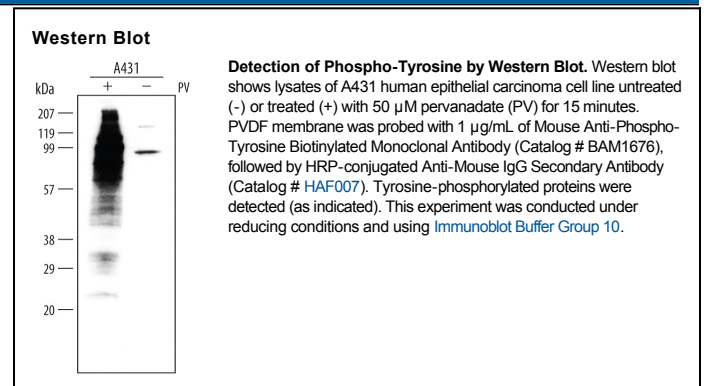 Western Blot
A431
kDa + − PV
207
119
99
57
38
29
20
Detection of Phospho-Tyrosine by Western Blot. Western blot
shows lysates of A431 human epithelial carcinoma cell line untreated
(-) or treated (+) with 50 µM pervanadate (PV) for 15 minutes.
PVDF membrane was probed with 1 µg/mL of Mouse Anti-Phospho-
Tyrosine Biotinylated Monoclonal Antibody (Catalog # BAM1676),
followed by HRP-conjugated Anti-Mouse IgG Secondary Antibody
(Catalog # HAF007). Tyrosine-phosphorylated proteins were
detected (as indicated). This experiment was conducted under
reducing conditions and using Immunoblot Buffer Group 10.